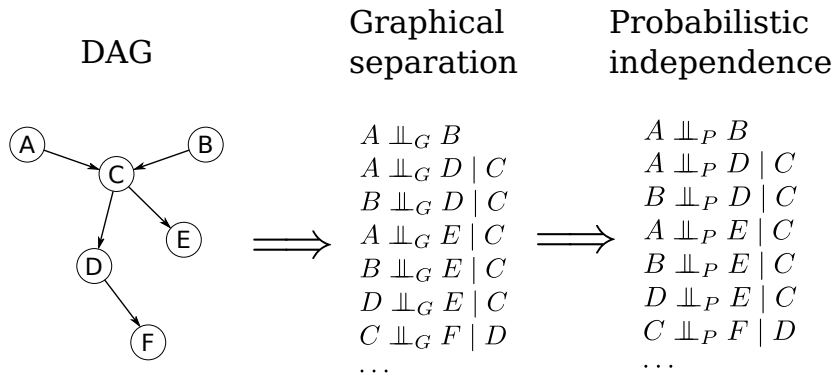 DAG
A
B
C
E
D
F
Graphical
separation
A ⫫_G B
A ⫫_G D | C
B ⫫_G D | C
A ⫫_G E | C
B ⫫_G E | C
D ⫫_G E | C
C ⫫_G F | D
...
Probabilistic
independence
A ⫫_P B
A ⫫_P D | C
B ⫫_P D | C
A ⫫_P E | C
B ⫫_P E | C
D ⫫_P E | C
C ⫫_P F | D
...